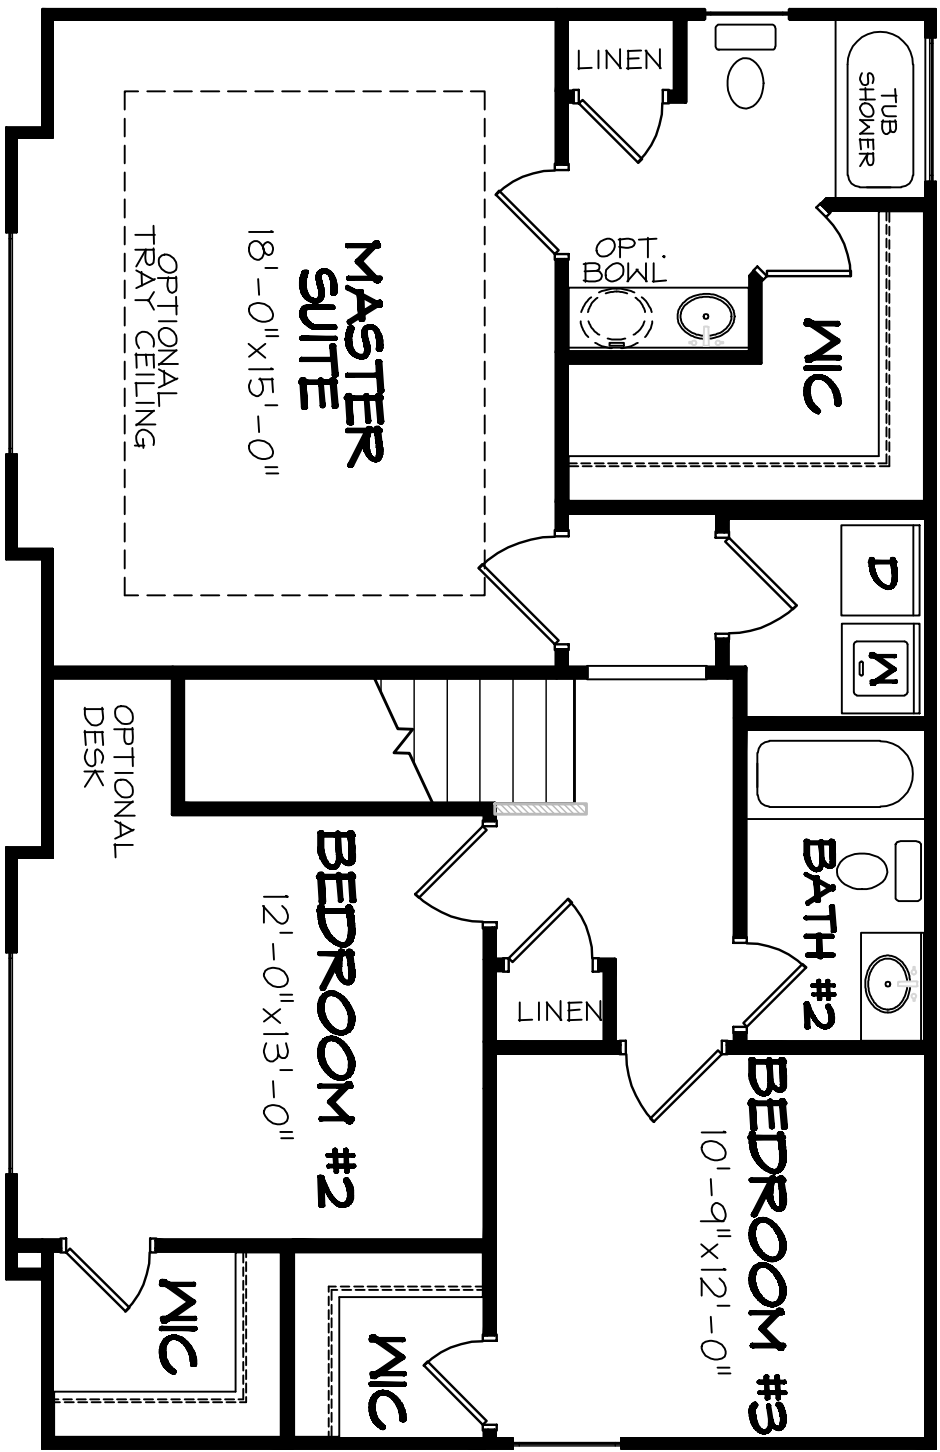 LINEN
TUB
SHOWER
OPT.
BOWL
MASTER
SUITE
18'-0"x15'-0"
OPTIONAL
TRAY CEILING
WIC
D
W
OPTIONAL
DESK
BATH #2
BEDROOM #2
12'-0"x13'-0"
LINEN
BEDROOM #3
10'-9"x12'-0"
WIC
WIC